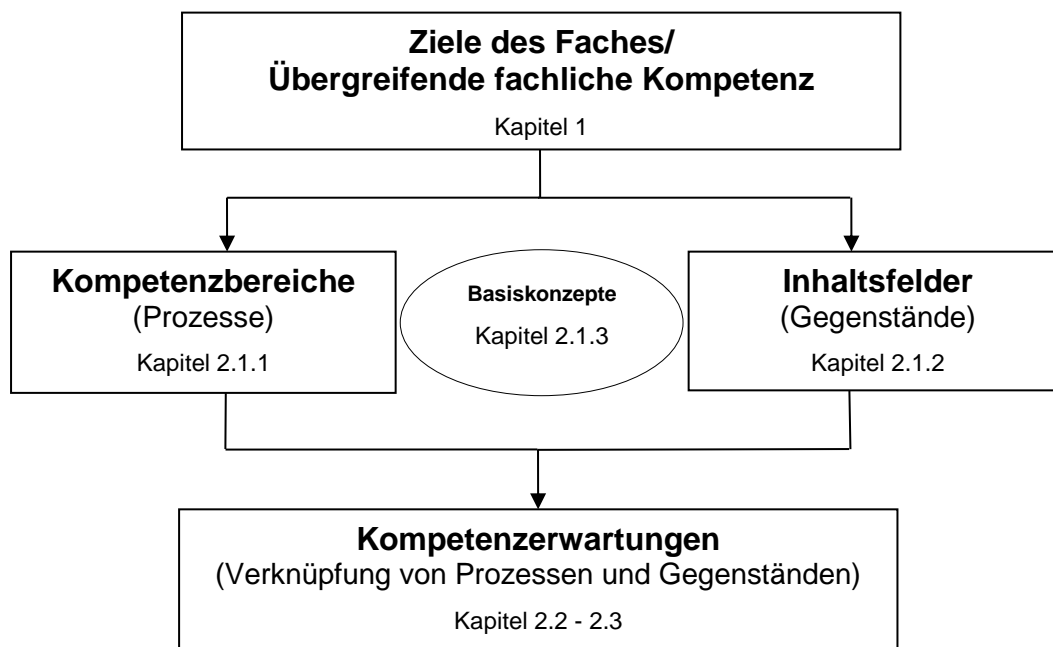 Ziele des Faches/
Übergreifende fachliche Kompetenz
Kapitel 1
Kompetenzbereiche
(Prozesse)
Kapitel 2.1.1
Basiskonzepte
Kapitel 2.1.3
Inhaltsfelder
(Gegenstände)
Kapitel 2.1.2
Kompetenzerwartungen
(Verknüpfung von Prozessen und Gegenständen)
Kapitel 2.2 - 2.3